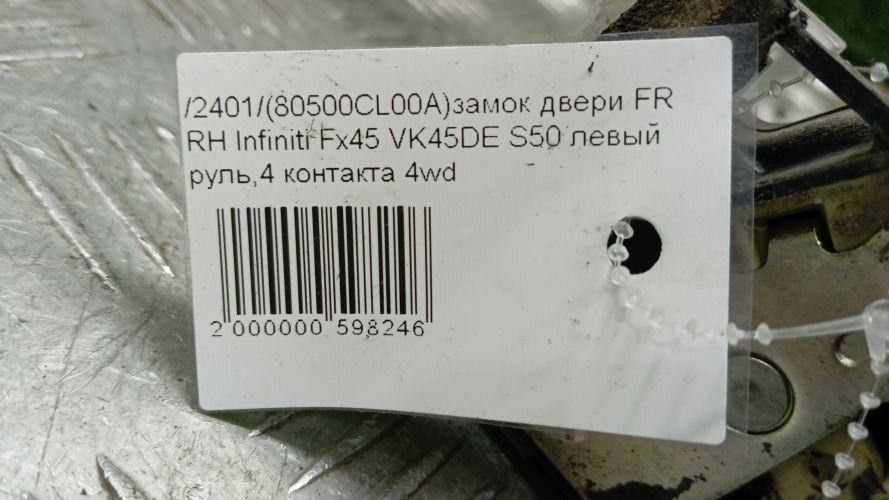 /2401/(80500CL00A)замок двери FR
RH Infiniti Fx45 VK45DE S50 левый
руль,4 контакта 4wd
2 000000 598246